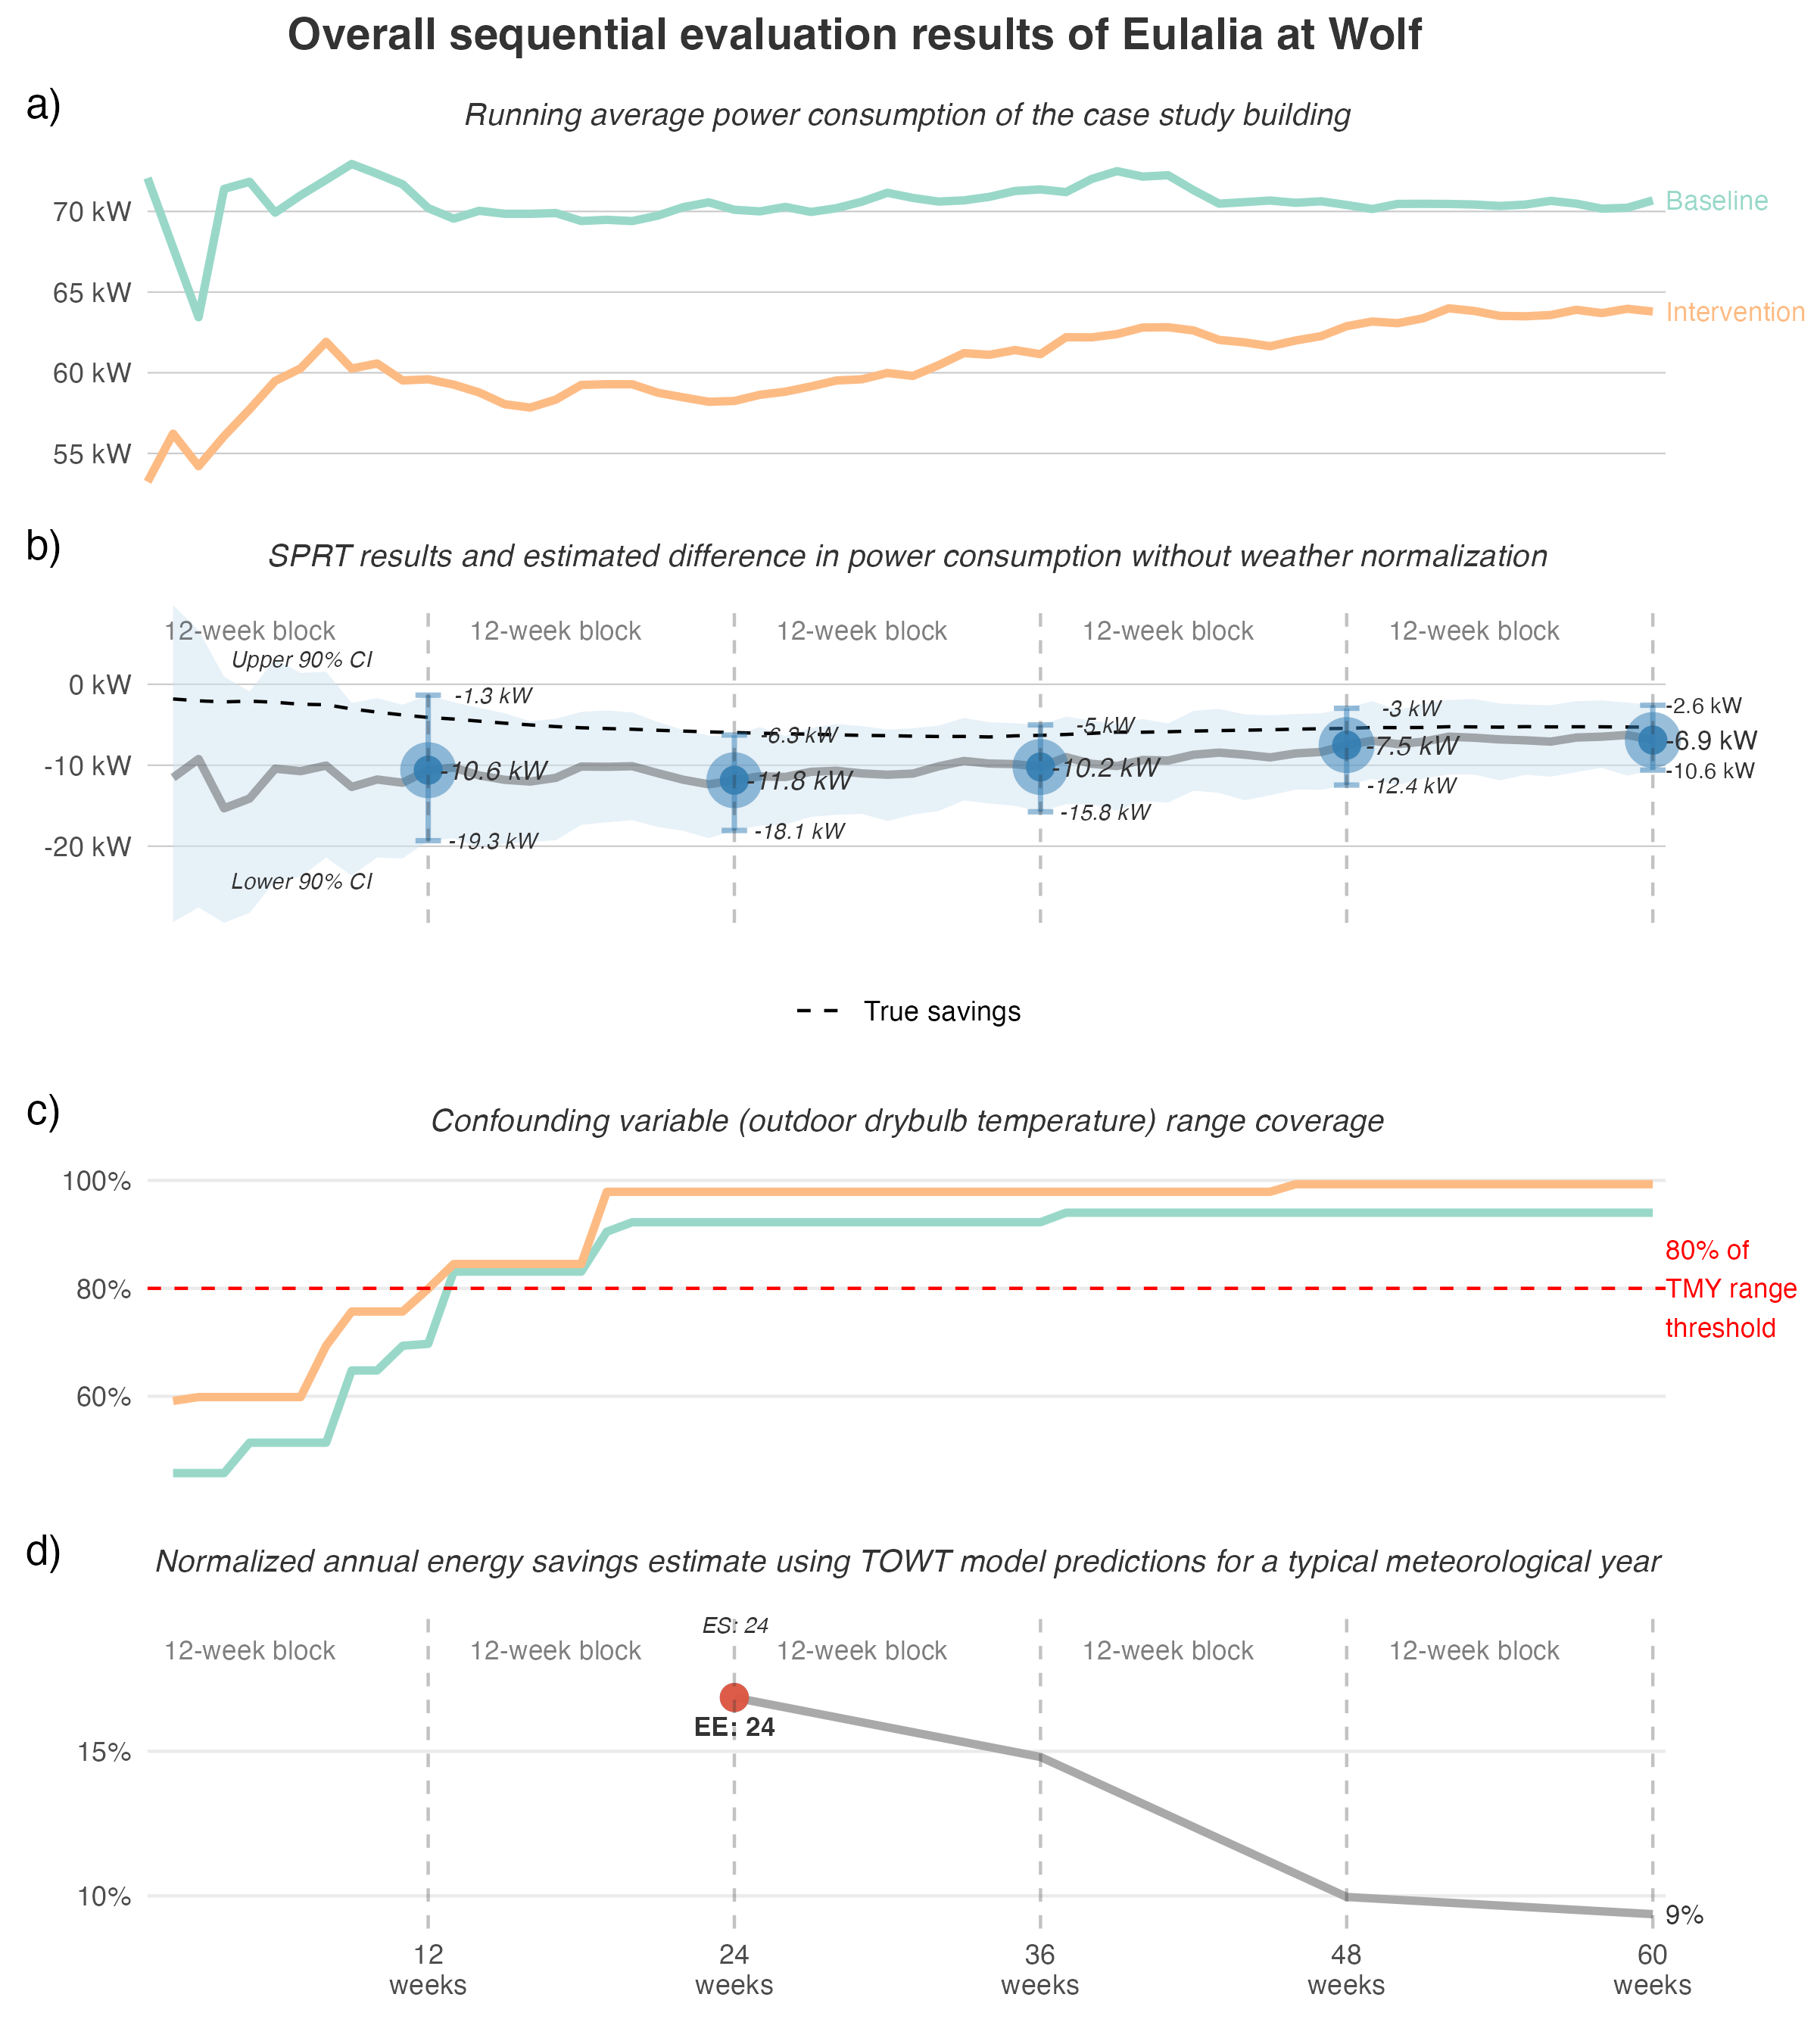 Overall sequential evaluation results of Eulalia at Wolf
a)
Running average power consumption of the case study building
70 kW
65 kW
60 kW
55 kW
Baseline
Intervention
b)
SPRT results and estimated difference in power consumption without weather normalization
12-week block
12-week block
12-week block
12-week block
12-week block
Upper 90% CI
Lower 90% CI
0 kW
-10 kW
-20 kW
-1.3 kW
-10.6 kW
-19.3 kW
-6.3 kW
-11.8 kW
-18.1 kW
-5 kW
-10.2 kW
-15.8 kW
-3 kW
-7.5 kW
-12.4 kW
-2.6 kW
-6.9 kW
-10.6 kW
True savings
c)
Confounding variable (outdoor drybulb temperature) range coverage
100%
80%
60%
80% of
TMY range
threshold
d)
Normalized annual energy savings estimate using TOWT model predictions for a typical meteorological year
ES: 24
12-week block
12-week block
12-week block
12-week block
12-week block
EE: 24
15%
10%
9%
12
weeks
24
weeks
36
weeks
48
weeks
60
weeks